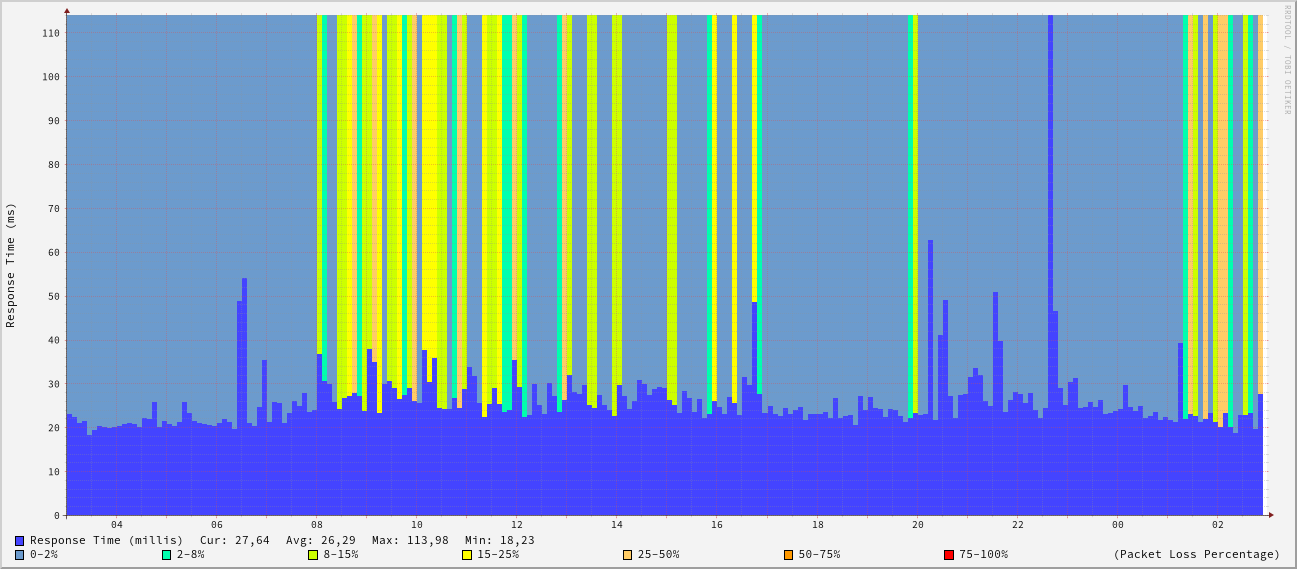 RRDTOOL / TOBI OETIKER
Response Time (ms)
110
100
90
80
70
60
50
40
30
20
10
0
04 06 08 10 12 14 16 18 20 22 00 02
Response Time (millis) Cur: 27,64 Avg: 26,29 Max: 113,98 Min: 18,23
0-2% 2-8% 8-15% 15-25% 25-50% 50-75% 75-100% (Packet Loss Percentage)